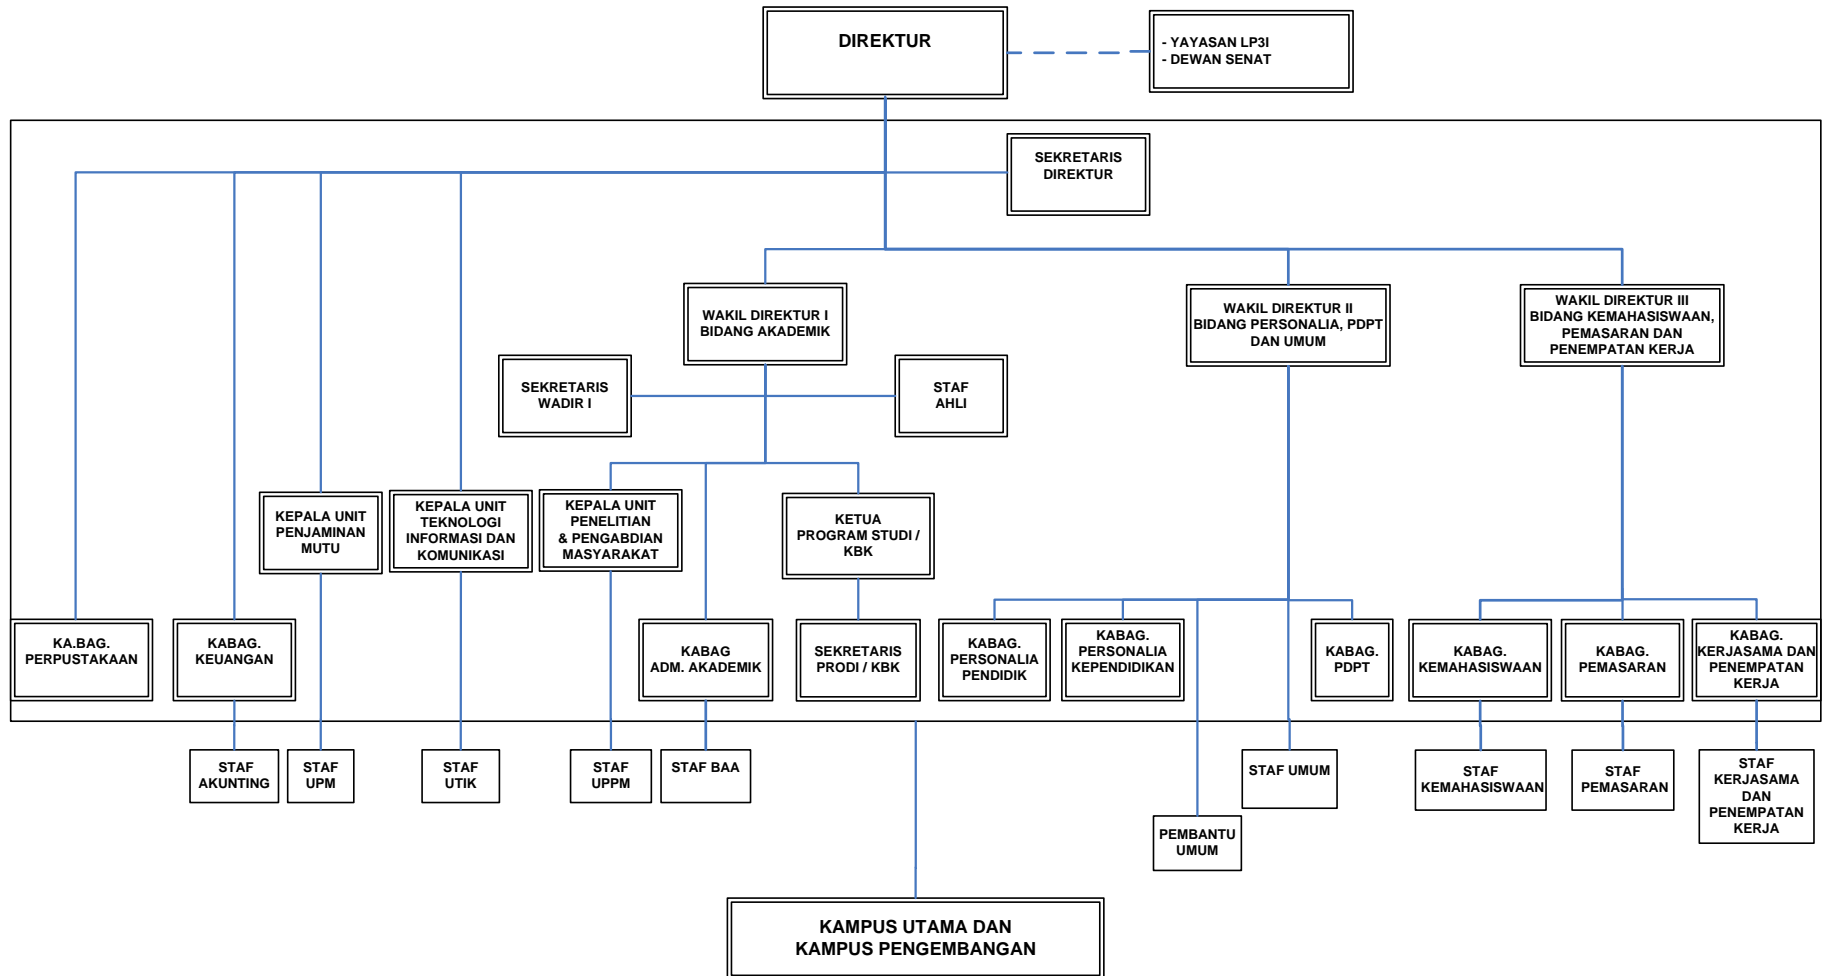 DIREKTUR
- YAYASAN LP3I
- DEWAN SENAT
SEKRETARIS
DIREKTUR
WAKIL DIREKTUR I
BIDANG AKADEMIK
WAKIL DIREKTUR II
BIDANG PERSONALIA, PDPT
DAN UMUM
WAKIL DIREKTUR III
BIDANG KEMAHASISWAAN,
PEMASARAN DAN
PENEMPATAN KERJA
SEKRETARIS
WADIR I
STAF
AHLI
KEPALA UNIT
PENJAMINAN
MUTU
KEPALA UNIT
TEKNOLOGI
INFORMASI DAN
KOMUNIKASI
KEPALA UNIT
PENELITIAN
& PENGABDIAN
MASYARAKAT
KETUA
PROGRAM STUDI /
KBK
KA.BAG.
PERPUSTAKAAN
KABAG.
KEUANGAN
KABAG
ADM. AKADEMIK
SEKRETARIS
PRODI / KBK
KABAG.
PERSONALIA
PENDIDIK
KABAG.
PERSONALIA
KEPENDIDIKAN
KABAG.
PDPT
KABAG.
KEMAHASISWAAN
KABAG.
PEMASARAN
KABAG.
KERJASAMA DAN
PENEMPATAN
KERJA
STAF
AKUNTING
STAF
UPM
STAF
UTIK
STAF
UPPM
STAF BAA
STAF UMUM
STAF
KEMAHASISWAAN
STAF
PEMASARAN
STAF
KERJASAMA
DAN
PENEMPATAN
KERJA
PEMBANTU
UMUM
KAMPUS UTAMA DAN
KAMPUS PENGEMBANGAN